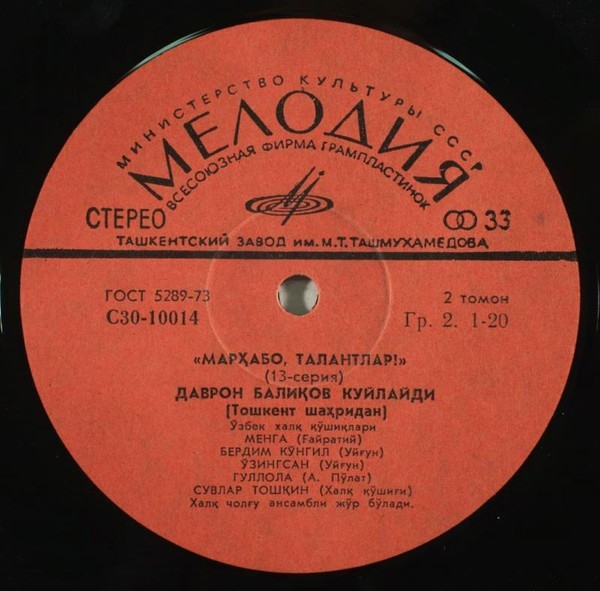 МИНИСТЕРСТВО КУЛЬТУРЫ СССР
МЕЛОДИЯ
ВСЕСОЮЗНАЯ ФИРМА ГРАМПЛАСТИНОК
СТЕРЕО
33
ТАШКЕНТСКИЙ ЗАВОД ИМ. М.Т. ТАШМУХАМЕДОВА
ГОСТ 5289-73
2 томон
С30-10014
Гр. 2. 1-20
«МАРҲАБО, ТАЛАНТЛАР!»
(13-серия)
ДАВРОН БАЛИҚОВ КУЙЛАЙДИ
(Тошкент шаҳридан)
Ўзбек халқ қўшиқлари
МЕНГА (Ғайратий)
БЕРДИМ КЎНГИЛ (Уйғун)
ЎЗИНГСАН (Уйғун)
ГУЛЛОЛА (А. Пўлат)
СУВЛАР ТОШҚИН (Халқ қўшиғи)
Халқ чолғу ансамбли жўр бўлади.